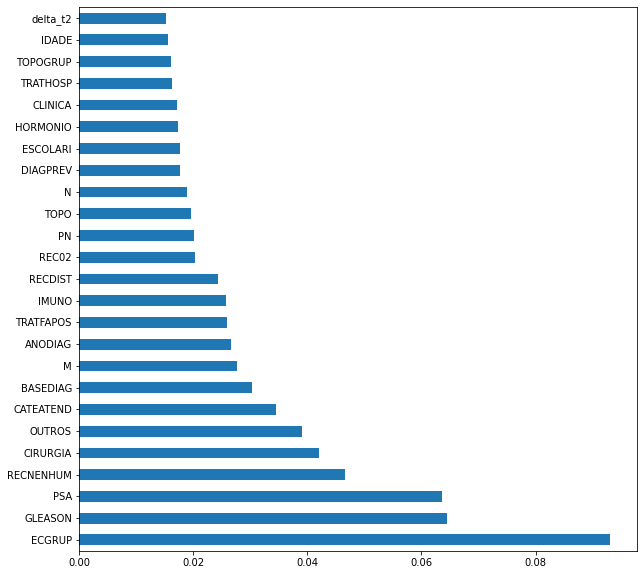 delta_t2
IDADE
TOPOGRUP
TRATHOSP
CLINICA
HORMONIO
ESCOLARI
DIAGPREV
N
TOPO
PN
REC02
RECDIST
IMUNO
TRATFAPOS
ANODIAG
M
BASEDIAG
CATEATEND
OUTROS
CIRURGIA
RECNENHUM
PSA
GLEASON
ECGRUP
0.00 0.02 0.04 0.06 0.08